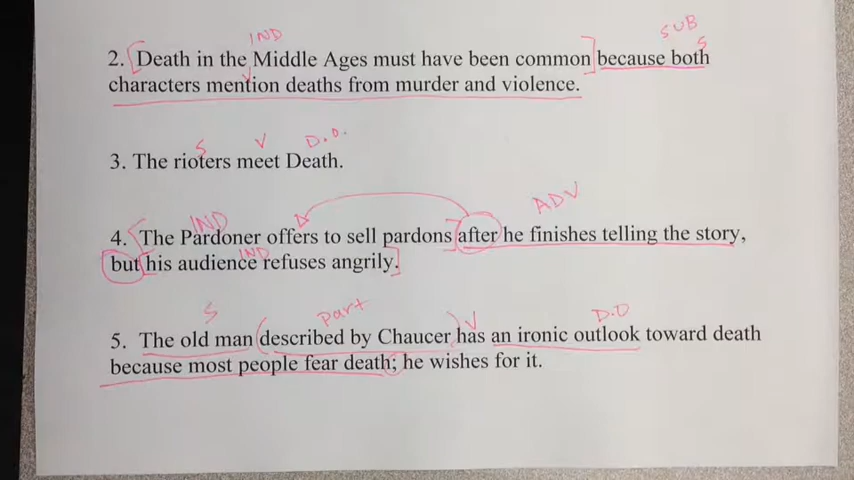 IND
SUB
2. Death in the Middle Ages must have been common because both
S
characters mention deaths from murder and violence.
V
S V D.O.
3. The rioters meet Death.
IND ADV
4. The Pardoner offers to sell pardons after he finishes telling the story,
IND
but his audience refuses angrily.
S part V D.O
5. The old man (described by Chaucer) has an ironic outlook toward death
because most people fear death; he wishes for it.